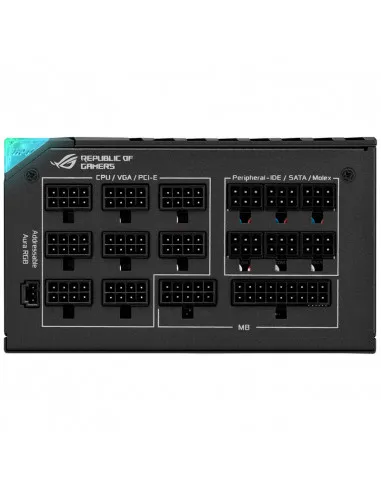 REPUBLIC OF
GAMERS
CPU / VGA / PCI-E
Peripheral-IDE / SATA / Molex
Addressable
Aura RGB
MB